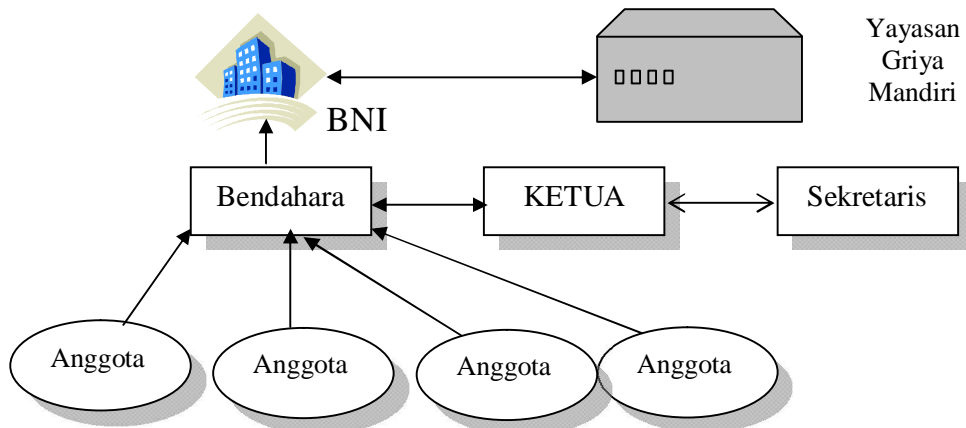 Yayasan
Griya
Mandiri
BNI
Bendahara
KETUA
Sekretaris
Anggota
Anggota
Anggota
Anggota